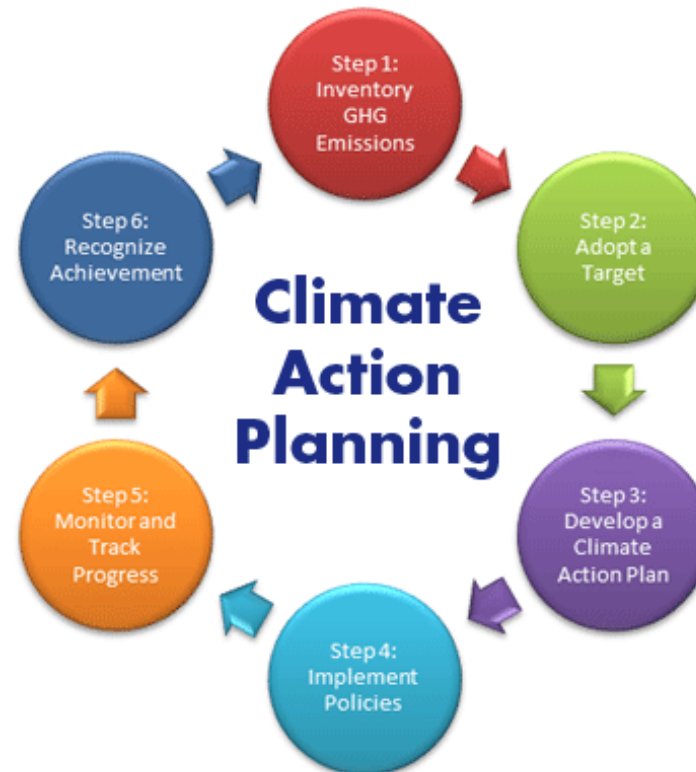 Step 1:
Inventory
GHG
Emissions
Step 2:
Adopt a
Target
Step 3:
Develop a
Climate
Action Plan
Step 4:
Implement
Policies
Step 5:
Monitor and
Track
Progress
Step 6:
Recognize
Achievement
Climate
Action
Planning